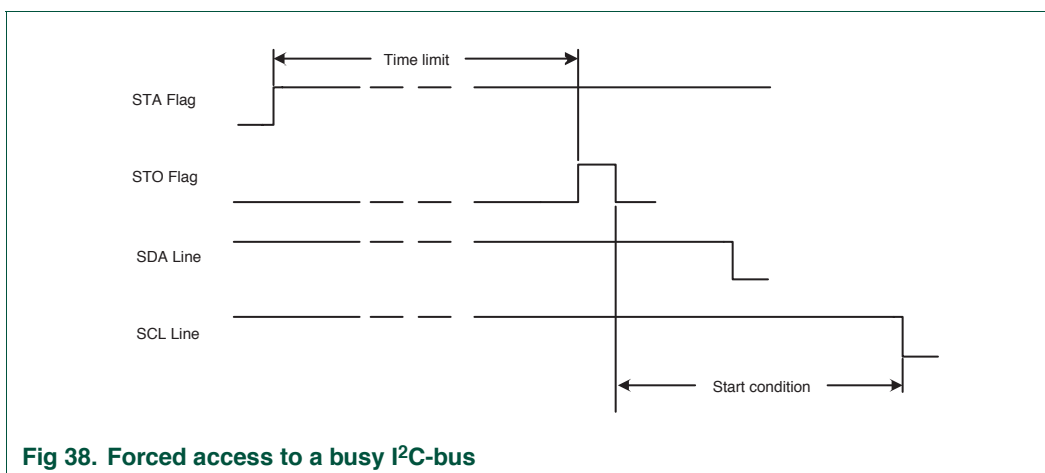 Time limit
STA Flag
STO Flag
SDA Line
SCL Line
Start condition
Fig 38. Forced access to a busy I²C-bus